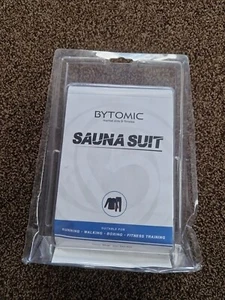 BYTOMIC
SAUNA SUIT
SUITABLE FOR
RUNNING - WALKING - BOXING - FITNESS TRAINING